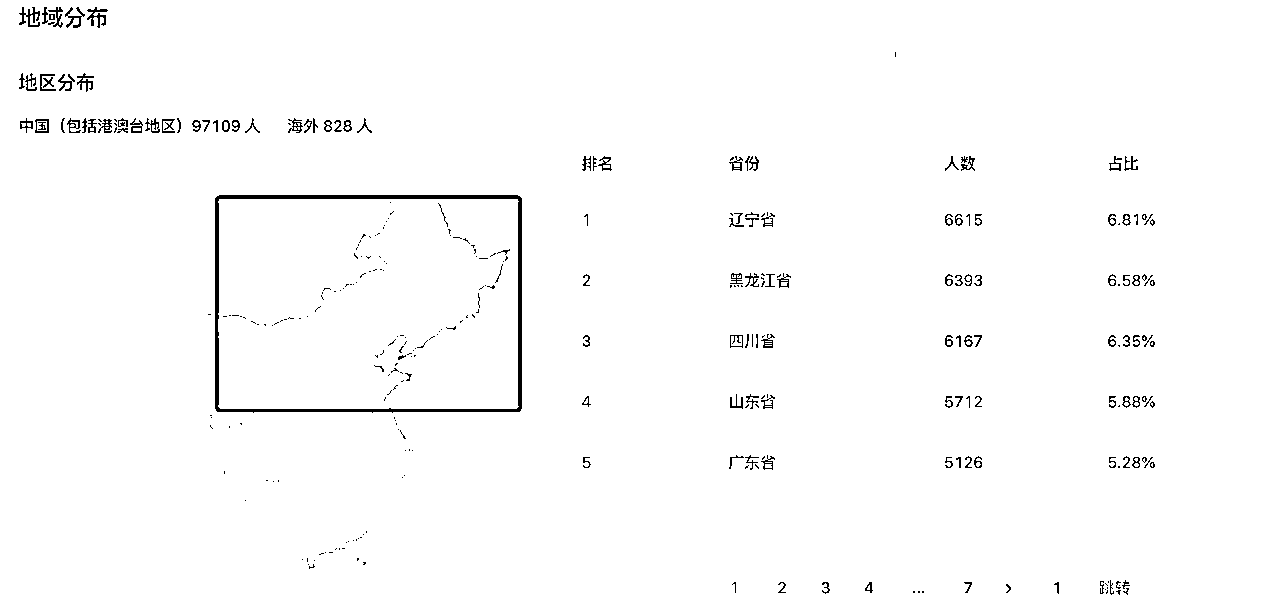 地域分布
地区分布
中国（包括港澳台地区）97109 人 海外 828 人
排名 省份 人数 占比
1 辽宁省 6615 6.81%
2 黑龙江省 6393 6.58%
3 四川省 6167 6.35%
4 山东省 5712 5.88%
5 广东省 5126 5.28%
1 2 3 4 ... 7 > 1 跳转